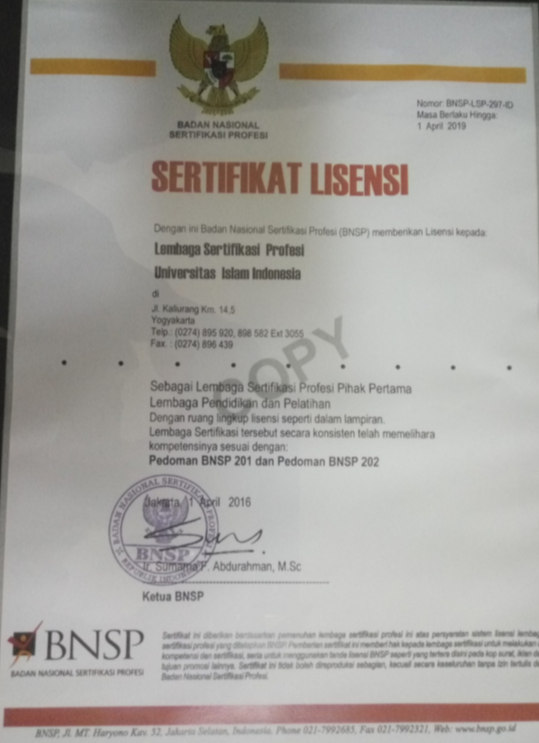 BADAN NASIONAL
SERTIFIKASI PROFESI
Nomor: BNSP-LSP-297-ID
Masa Berlaku Hingga:
1 April 2019
SERTIFIKAT LISENSI
Dengan ini Badan Nasional Sertifikasi Profesi (BNSP) memberikan Lisensi kepada:
Lembaga Sertifikasi Profesi
Universitas Islam Indonesia
di
Jl. Kaliurang Km. 14,5
Yogyakarta
Telp.: (0274) 895 920, 898 582 Ext 3055
Fax. : (0274) 896 439
COPY
Sebagai Lembaga Sertifikasi Profesi Pihak Pertama
Lembaga Pendidikan dan Pelatihan
Dengan ruang lingkup lisensi seperti dalam lampiran.
Lembaga Sertifikasi tersebut secara konsisten telah memelihara
kompetensinya sesuai dengan:
Pedoman BNSP 201 dan Pedoman BNSP 202
Jakarta, 1 April 2016
BADAN NASIONAL SERTIFIKASI PROFESI
BNSP
REPUBLIK INDONESIA
Ir. Sumarna F. Abdurahman, M.Sc
Ketua BNSP
BNSP
BADAN NASIONAL SERTIFIKASI PROFESI
Sertifikat ini diberikan berdasarkan pemenuhan lembaga sertifikasi profesi ini atas persyaratan sistem lisensi
sertifikasi profesi yang ditetapkan BNSP. Pemberian sertifikat ini memberi hak kepada lembaga sertifikasi untuk melakukan
kompetensi dan sertifikasi, serta untuk menggunakan tanda lisensi BNSP seperti yang tertera disini pada kop surat, iklan
tujuan promosi lainnya. Sertifikat ini tidak boleh direproduksi sebagian, kecuali secara keseluruhan tanpa izin tertulis
Badan Nasional Sertifikasi Profesi.
BNSP, Jl. MT. Haryono Kav. 52, Jakarta Selatan, Indonesia. Phone 021-7992685, Fax 021-7992321, Web: www.bnsp.go.id